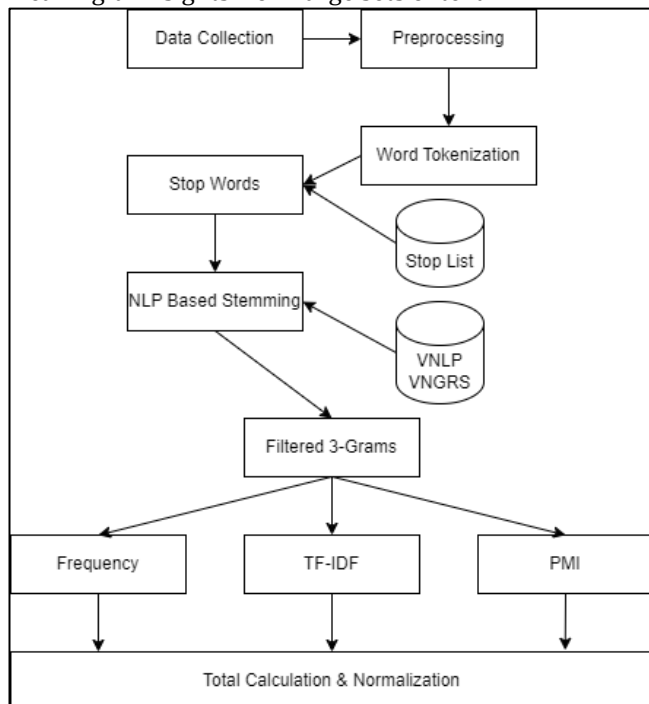 Data Collection
Preprocessing
Word Tokenization
Stop Words
Stop List
NLP Based Stemming
VNLP
VNGRS
Filtered 3-Grams
Frequency
TF-IDF
PMI
Total Calculation & Normalization